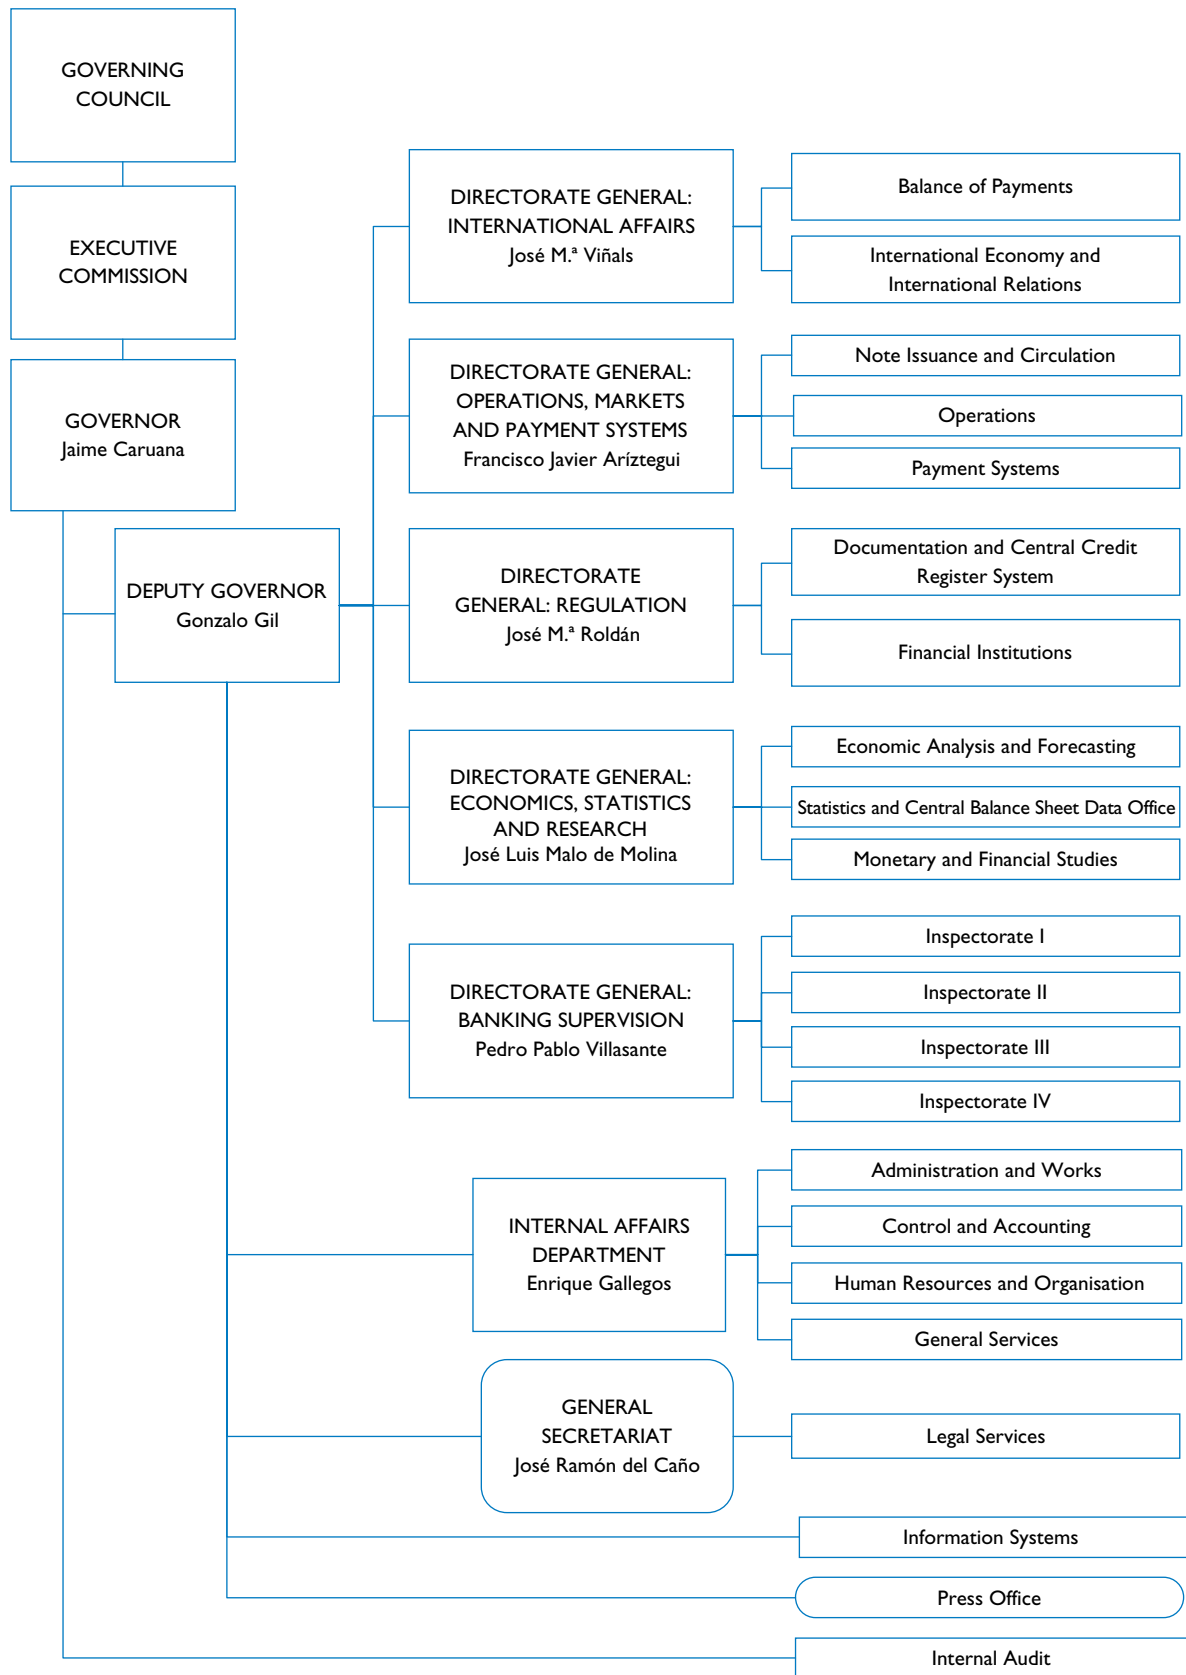 GOVERNING
COUNCIL
EXECUTIVE
COMMISSION
GOVERNOR
Jaime Caruana
DEPUTY GOVERNOR
Gonzalo Gil
DIRECTORATE GENERAL:
INTERNATIONAL AFFAIRS
José M.ª Viñals
Balance of Payments
International Economy and
International Relations
DIRECTORATE GENERAL:
OPERATIONS, MARKETS
AND PAYMENT SYSTEMS
Francisco Javier Aríztegui
Note Issuance and Circulation
Operations
Payment Systems
DIRECTORATE
GENERAL: REGULATION
José M.ª Roldán
Documentation and Central Credit
Register System
Financial Institutions
DIRECTORATE GENERAL:
ECONOMICS, STATISTICS
AND RESEARCH
José Luis Malo de Molina
Economic Analysis and Forecasting
Statistics and Central Balance Sheet Data Office
Monetary and Financial Studies
DIRECTORATE GENERAL:
BANKING SUPERVISION
Pedro Pablo Villasante
Inspectorate I
Inspectorate II
Inspectorate III
Inspectorate IV
INTERNAL AFFAIRS
DEPARTMENT
Enrique Gallegos
Administration and Works
Control and Accounting
Human Resources and Organisation
General Services
GENERAL
SECRETARIAT
José Ramón del Caño
Legal Services
Information Systems
Press Office
Internal Audit